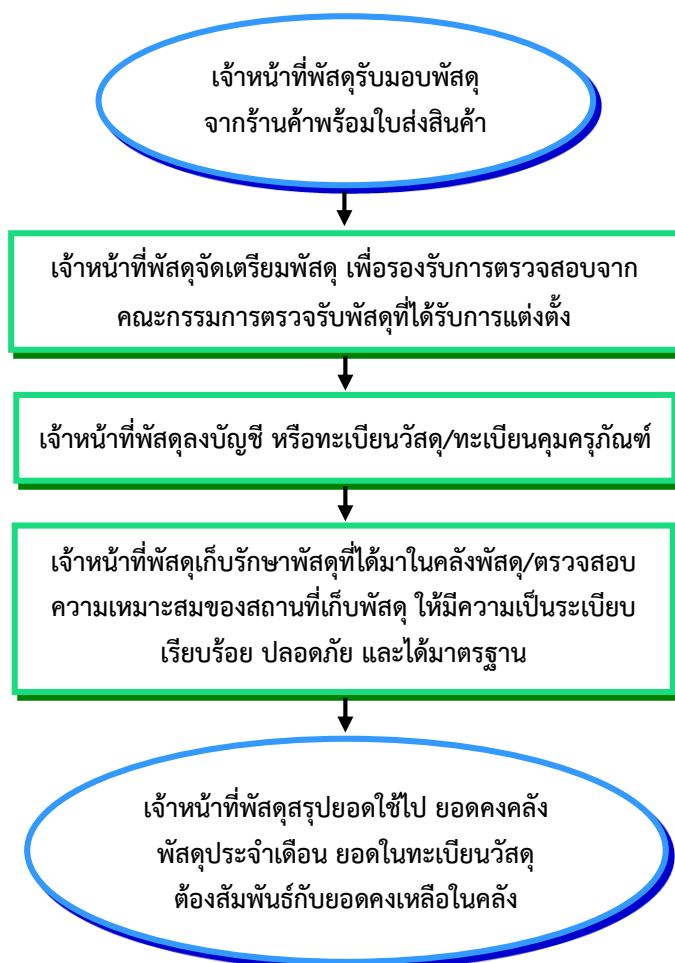 เจ้าหน้าที่พัสดุรับมอบพัสดุ
จากร้านค้าพร้อมใบส่งสินค้า
เจ้าหน้าที่พัสดุจัดเตรียมพัสดุ เพื่อรองรับการตรวจสอบจาก
คณะกรรมการตรวจรับพัสดุที่ได้รับการแต่งตั้ง
เจ้าหน้าที่พัสดุลงบัญชี หรือทะเบียนวัสดุ/ทะเบียนคุมครุภัณฑ์
เจ้าหน้าที่พัสดุเก็บรักษาพัสดุที่ได้มาในคลังพัสดุ/ตรวจสอบ
ความเหมาะสมของสถานที่เก็บพัสดุ ให้มีความเป็นระเบียบ
เรียบร้อย ปลอดภัย และได้มาตรฐาน
เจ้าหน้าที่พัสดุสรุปยอดใช้ไป ยอดคงคลัง
พัสดุประจำเดือน ยอดในทะเบียนวัสดุ
ต้องสัมพันธ์กับยอดคงเหลือในคลัง